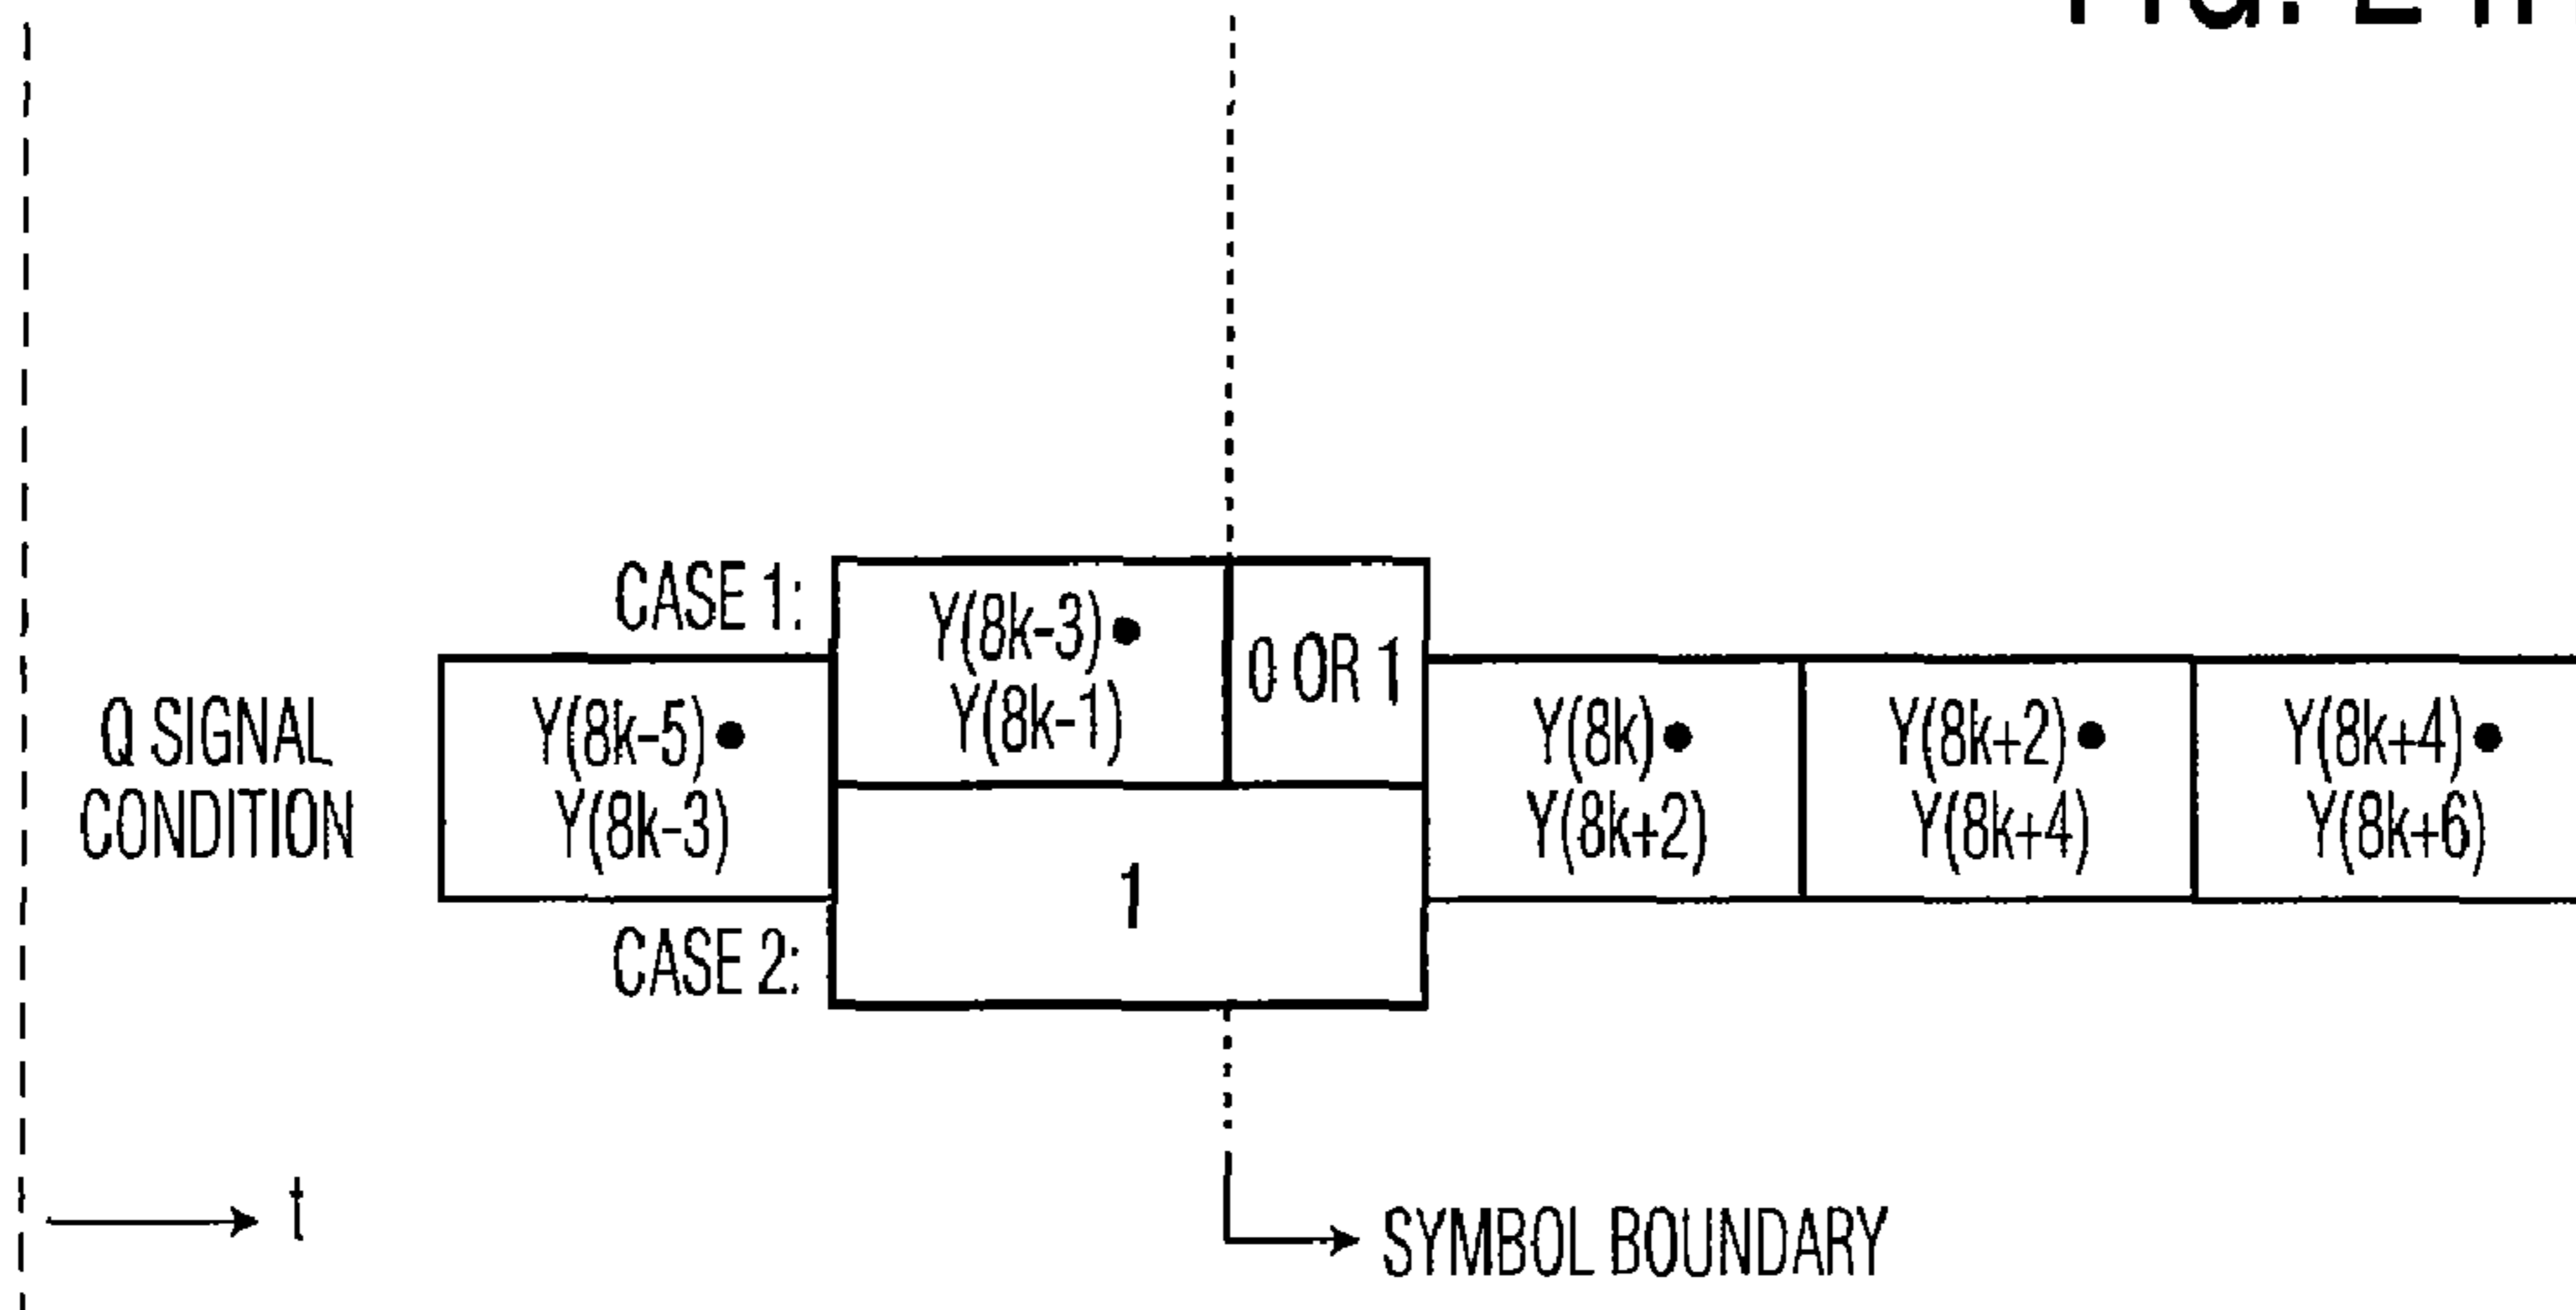 CASE 1:
Y(8k-3)•
Y(8k-1)
0 OR 1
Q SIGNAL
CONDITION
Y(8k-5)•
Y(8k-3)
Y(8k)•
Y(8k+2)
Y(8k+2)•
Y(8k+4)
Y(8k+4)•
Y(8k+6)
1
CASE 2:
t
SYMBOL BOUNDARY